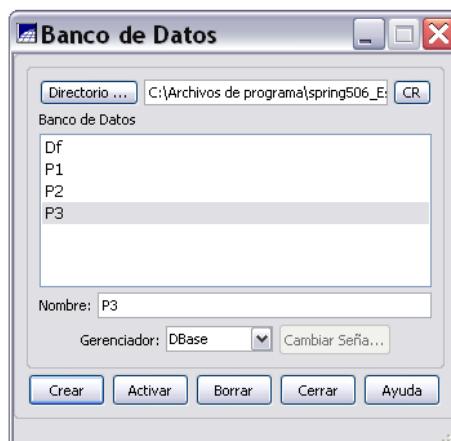 Banco de Datos
Directorio ... C:\Archivos de programa\spring506_E CR
Banco de Datos
Df
P1
P2
P3
Nombre: P3
Gerenciador: DBase Cambiar Seña...
Crear Activar Borrar Cerrar Ayuda